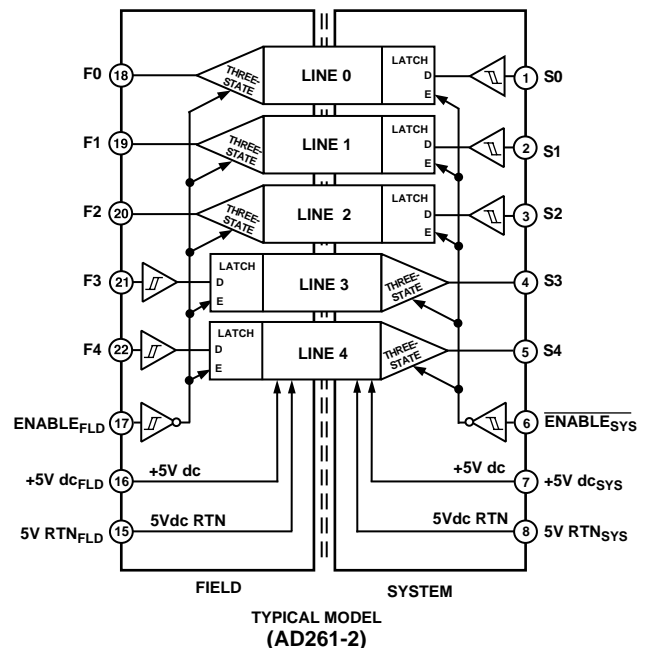 F0 18 THREE-STATE LINE 0 LATCH D E 1 S0
F1 19 THREE-STATE LINE 1 LATCH D E 2 S1
F2 20 THREE-STATE LINE 2 LATCH D E 3 S2
F3 21 LATCH D E LINE 3 THREE-STATE 4 S3
F4 22 LATCH D E LINE 4 THREE-STATE 5 S4
ENABLEFLD 17 6 ENABLESYS
+5V dcFLD 16 +5V dc +5V dc 7 +5V dcSYS
5V RTNFLD 15 5Vdc RTN 5Vdc RTN 8 5V RTNSYS
FIELD SYSTEM
TYPICAL MODEL
(AD261-2)